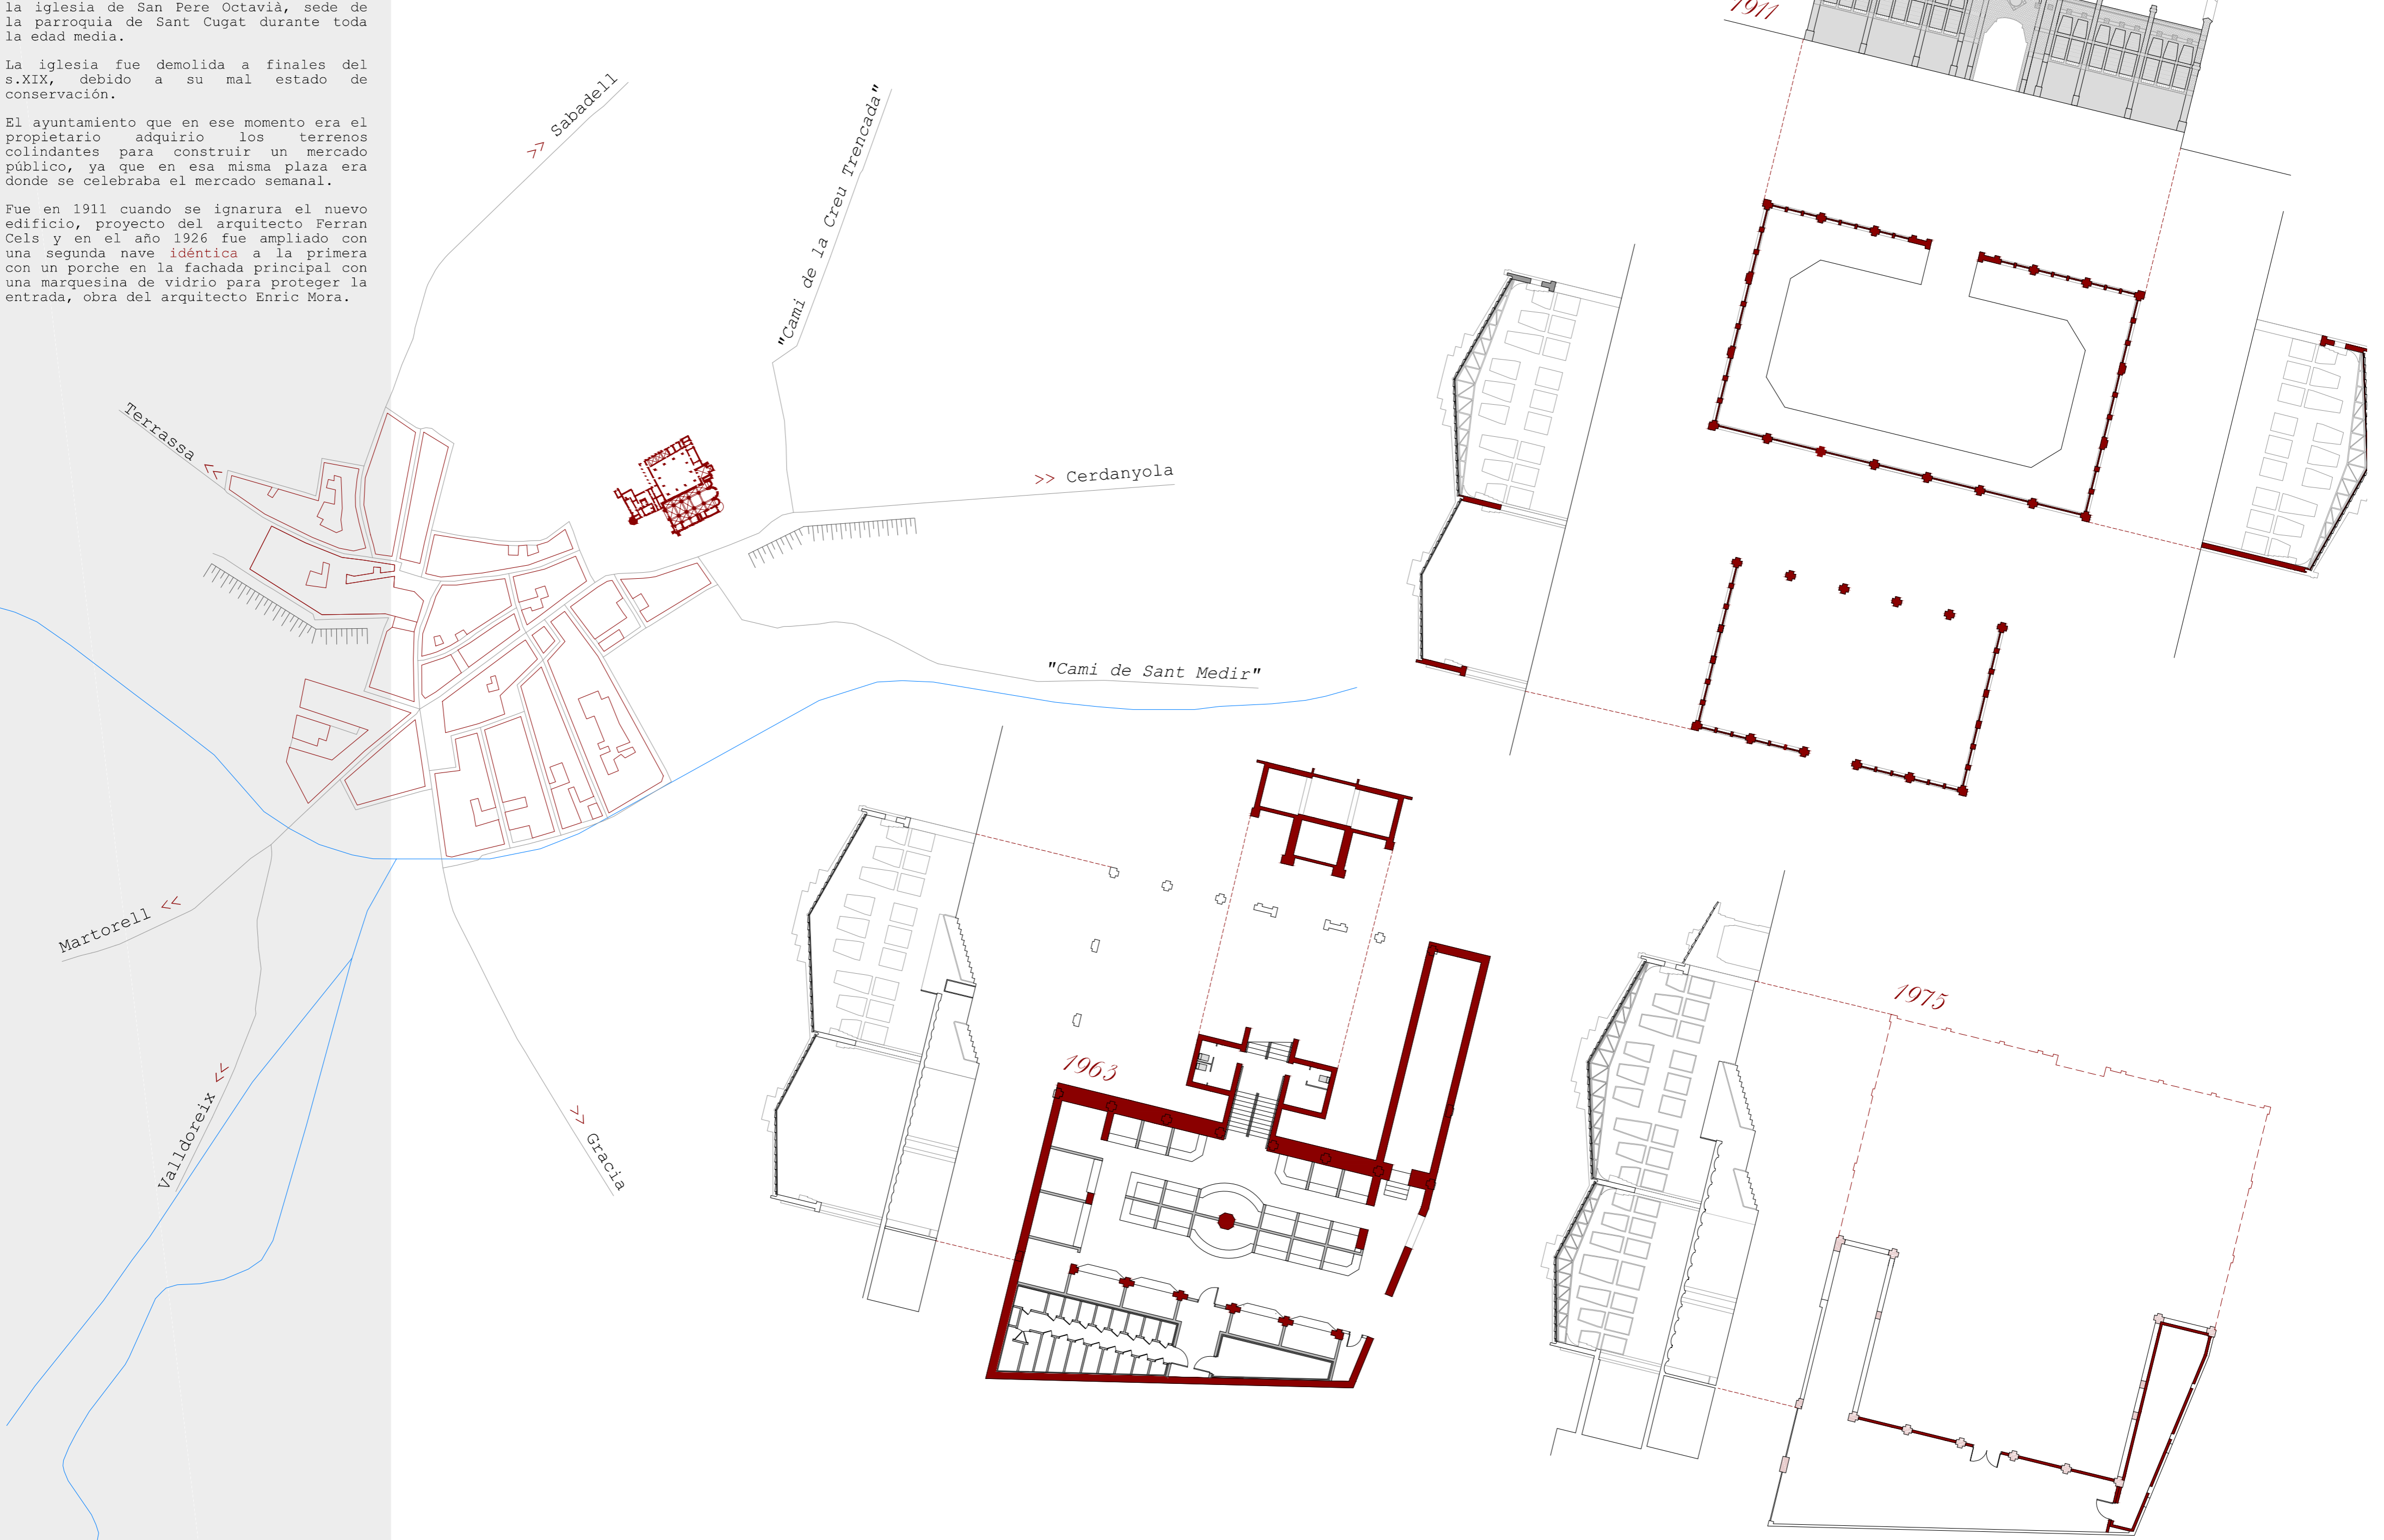 la iglesia de San Pere Octavià, sede de
la parroquia de Sant Cugat durante toda
la edad media.
La iglesia fue demolida a finales del
s.XIX, debido a su mal estado de
conservación.
El ayuntamiento que en ese momento era el
propietario adquirio los terrenos
colindantes para construir un mercado
público, ya que en esa misma plaza era
donde se celebraba el mercado semanal.
Fue en 1911 cuando se ignarura el nuevo
edificio, proyecto del arquitecto Ferran
Cels y en el año 1926 fue ampliado con
una segunda nave idéntica a la primera
con un porche en la fachada principal con
una marquesina de vidrio para proteger la
entrada, obra del arquitecto Enric Mora.
>> Sabadell
"Cami de la Creu Trencada"
1911
Terrassa <<
>> Cerdanyola
"Cami de Sant Medir"
Martorell <<
Valldoreix <<
>> Gracia
1963
1975